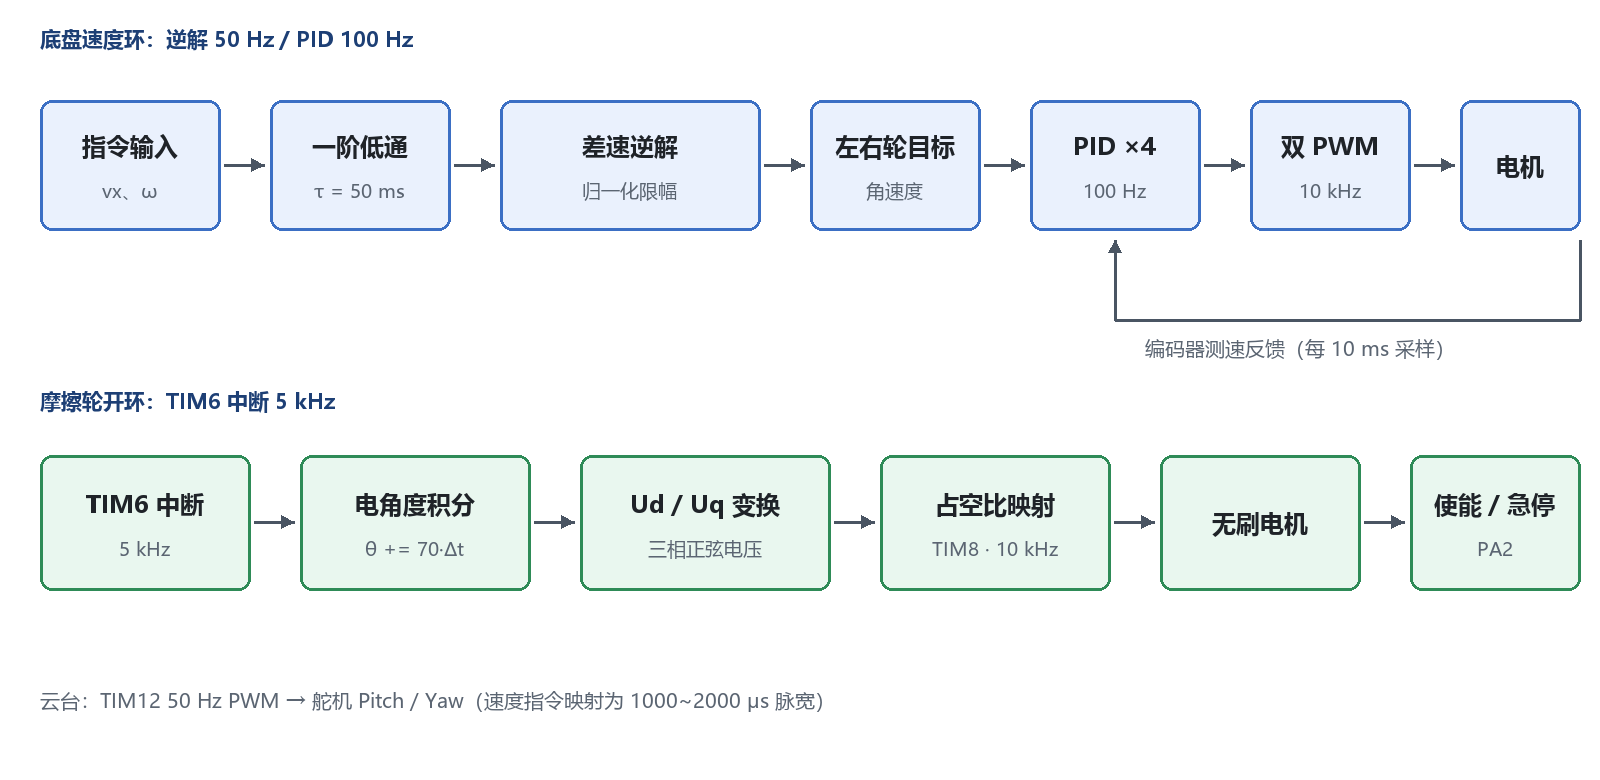 底盘速度环：逆解 50 Hz / PID 100 Hz
指令输入
vx、ω
一阶低通
τ = 50 ms
差速逆解
归一化限幅
左右轮目标
角速度
PID ×4
100 Hz
双 PWM
10 kHz
电机
编码器测速反馈（每 10 ms 采样）
摩擦轮开环：TIM6 中断 5 kHz
TIM6 中断
5 kHz
电角度积分
θ += 70·Δt
Ud / Uq 变换
三相正弦电压
占空比映射
TIM8 · 10 kHz
无刷电机
使能 / 急停
PA2
云台：TIM12 50 Hz PWM → 舵机 Pitch / Yaw（速度指令映射为 1000~2000 μs 脉宽）